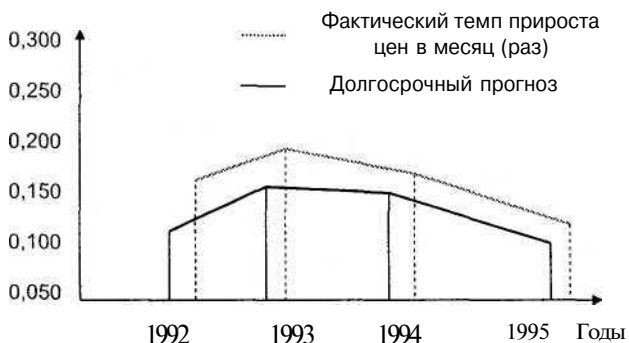 0,300
0,250
0,200
0,150
0,100
0,050
Фактический темп прироста
цен в месяц (раз)
Долгосрочный прогноз
1992 1993 1994 1995 Годы